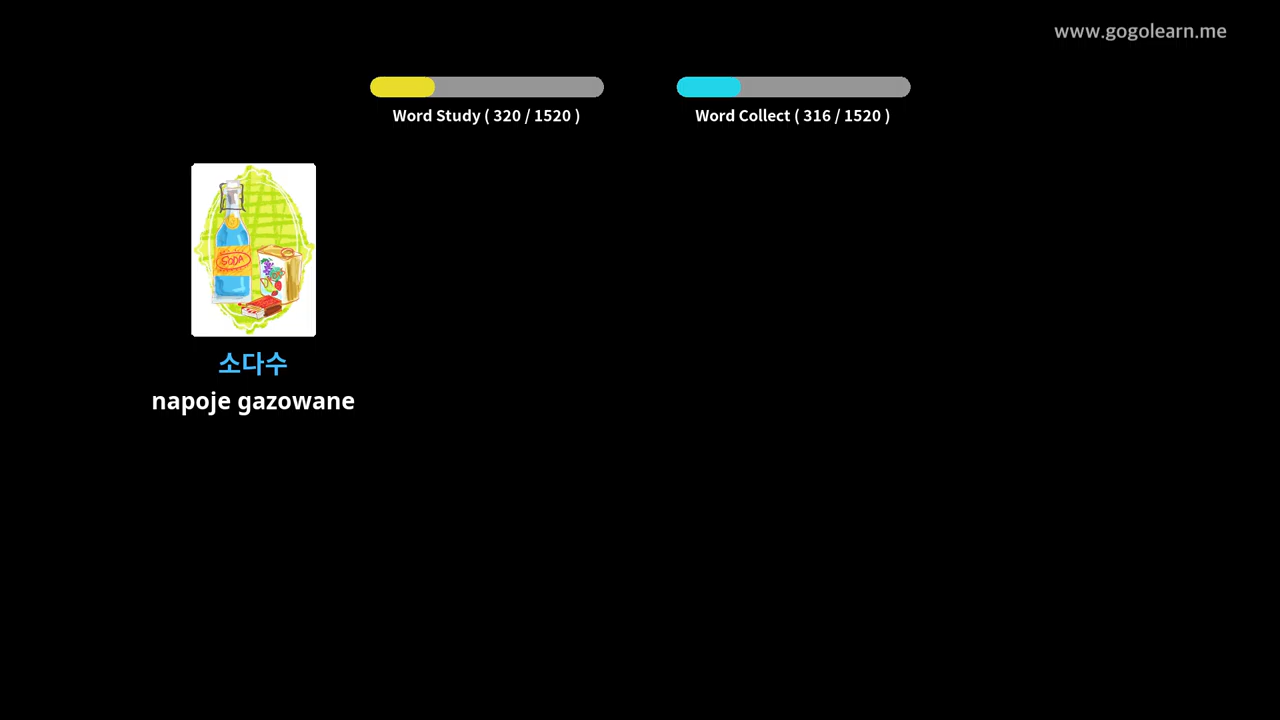 www.gogolearn.me
Word Study ( 320 / 1520 )
Word Collect ( 316 / 1520 )
SODA
소다수
napoje gazowane